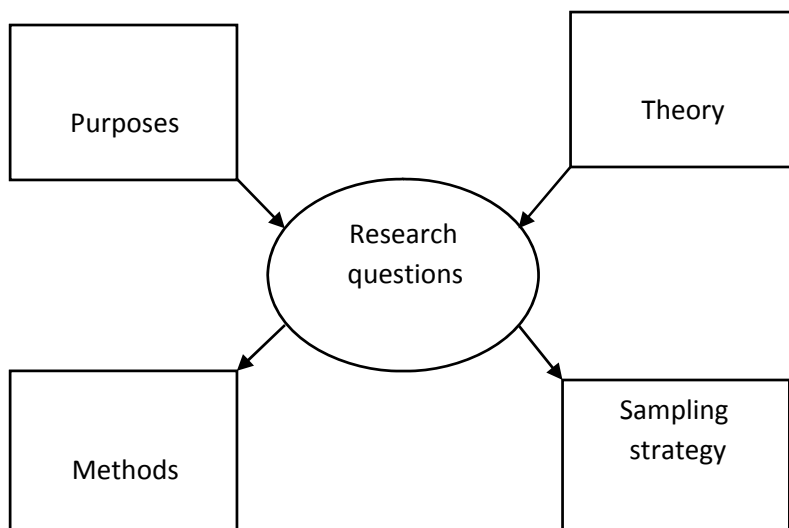 Purposes
Theory
Research
questions
Methods
Sampling
strategy